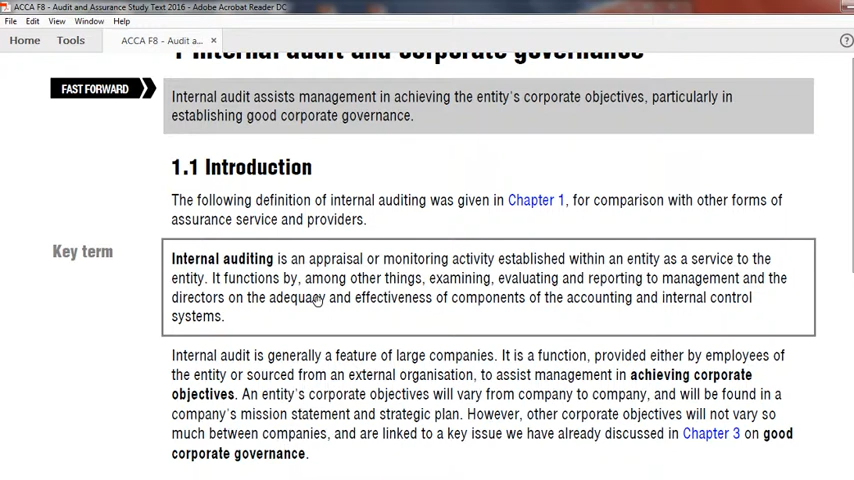 ACCA F8 - Audit and Assurance Study Text 2016 - Adobe Acrobat Reader DC
File Edit View Window Help
Home Tools ACCA F8 - Audit a... ×
1 Internal audit and corporate governance
FAST FORWARD
Internal audit assists management in achieving the entity's corporate objectives, particularly in
establishing good corporate governance.
1.1 Introduction
The following definition of internal auditing was given in Chapter 1, for comparison with other forms of
assurance service and providers.
Key term
Internal auditing is an appraisal or monitoring activity established within an entity as a service to the
entity. It functions by, among other things, examining, evaluating and reporting to management and the
directors on the adequacy and effectiveness of components of the accounting and internal control
systems.
Internal audit is generally a feature of large companies. It is a function, provided either by employees of
the entity or sourced from an external organisation, to assist management in achieving corporate
objectives. An entity's corporate objectives will vary from company to company, and will be found in a
company's mission statement and strategic plan. However, other corporate objectives will not vary so
much between companies, and are linked to a key issue we have already discussed in Chapter 3 on good
corporate governance.